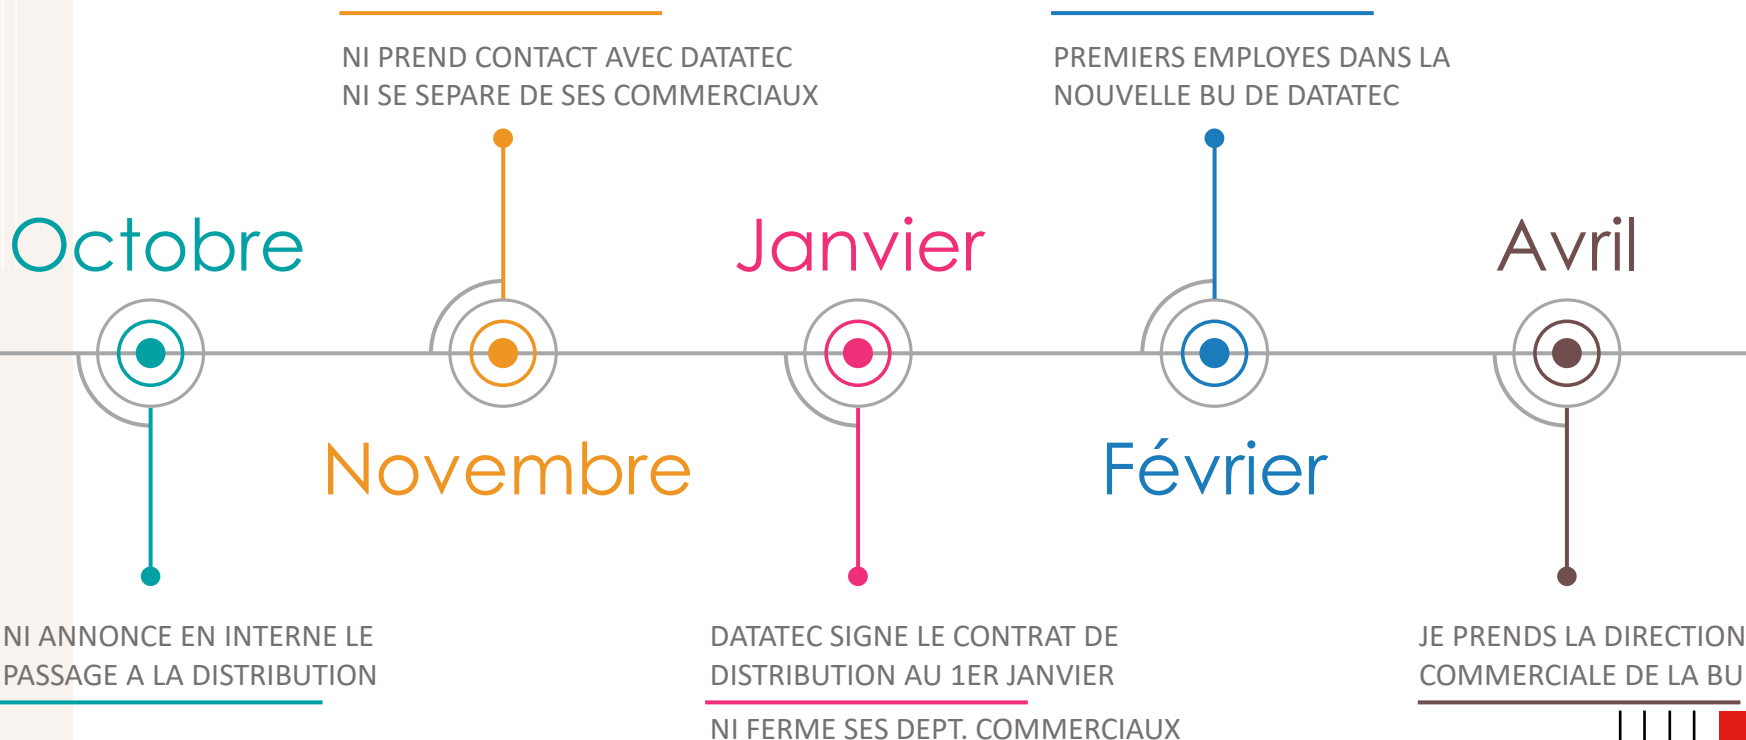 NI PREND CONTACT AVEC DATATEC
NI SE SEPARE DE SES COMMERCIAUX
PREMIERS EMPLOYES DANS LA
NOUVELLE BU DE DATATEC
Octobre
Janvier
Avril
Novembre
Février
NI ANNONCE EN INTERNE LE
PASSAGE A LA DISTRIBUTION
DATATEC SIGNE LE CONTRAT DE
DISTRIBUTION AU 1ER JANVIER
NI FERME SES DEPT. COMMERCIAUX
JE PRENDS LA DIRECTION
COMMERCIALE DE LA BU